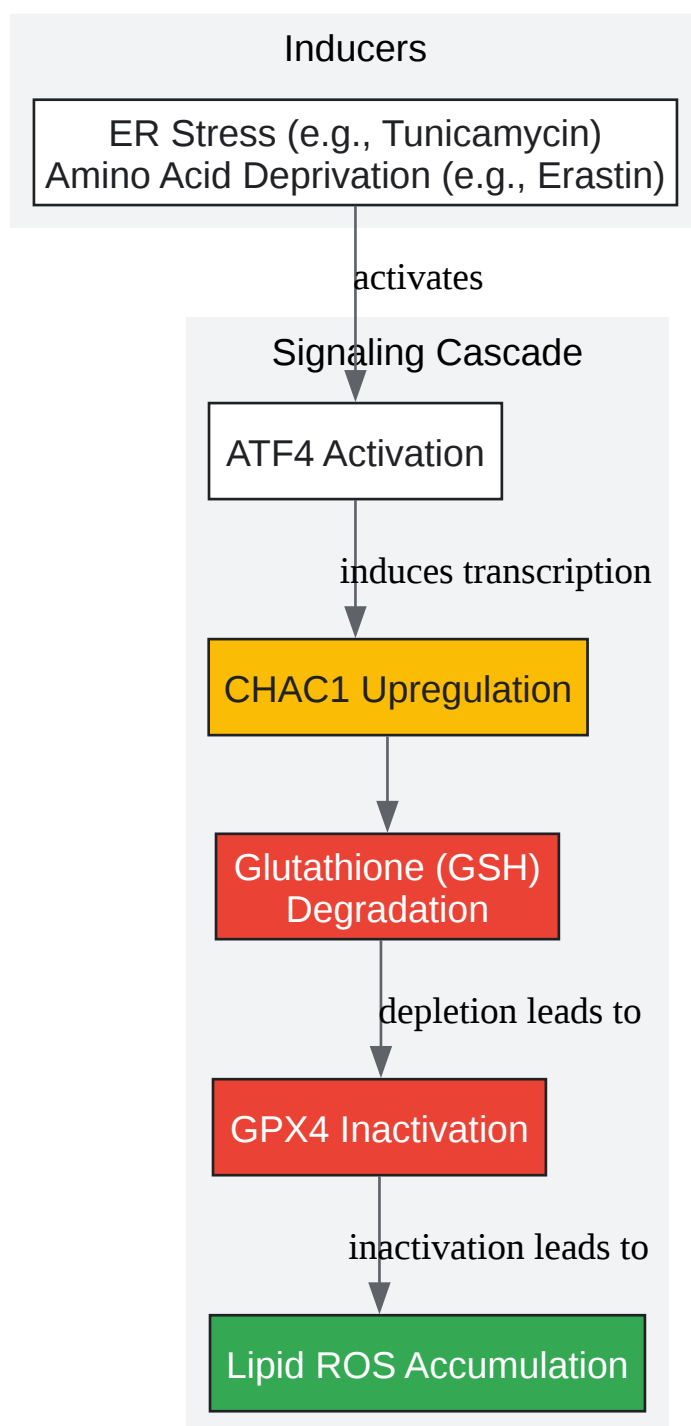 Inducers
ER Stress (e.g., Tunicamycin)
Amino Acid Deprivation (e.g., Erastin)
activates
Signaling Cascade
ATF4 Activation
induces transcription
CHAC1 Upregulation
Glutathione (GSH)
Degradation
depletion leads to
GPX4 Inactivation
inactivation leads to
Lipid ROS Accumulation